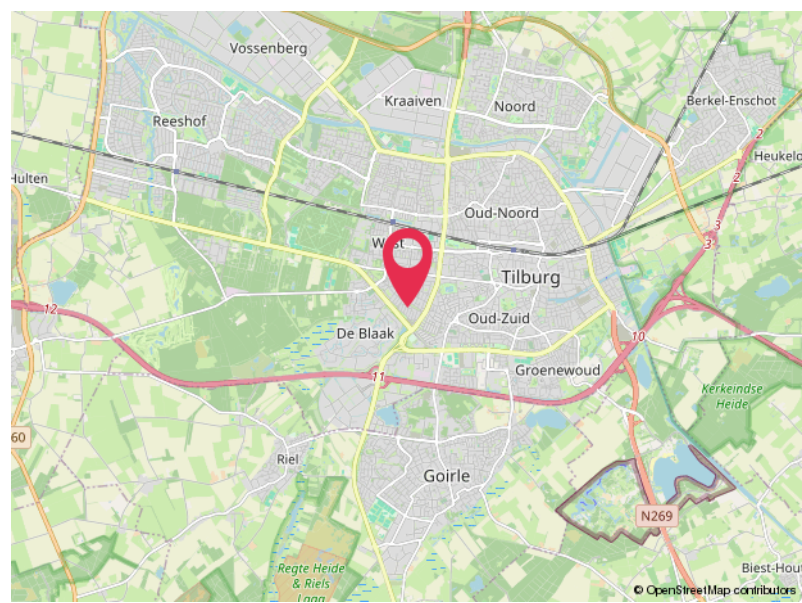 Vossenberg
Kraaiven
Noord
Berkel-Enschot
Reeshof
2
Heukelo
Hulten
2
Oud-Noord
3
West
3
Tilburg
12
Oud-Zuid
De Blaak
10
Groenewoud
11
Kerkeindse
Heide
60
Riel
Goirle
N269
Regte Heide
& Riels
Laag
Biest-Hout
© OpenStreetMap contributors